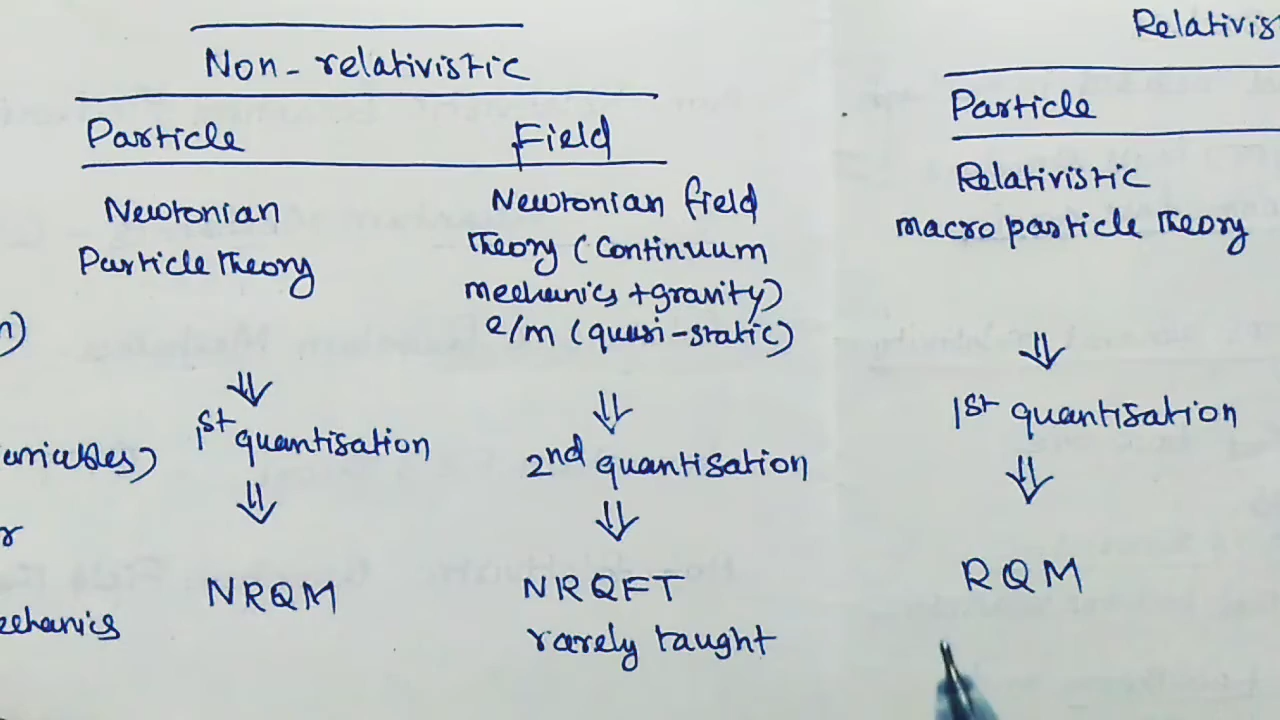 Non-relativistic
Particle Field
Newtonian
Particle Theory
Newtonian field
Theory (Continuum
mechanics + gravity)
e/m (quasi-static)
⇓
1st quantisation
⇓
NRQM
⇓
2nd quantisation
⇓
NRQFT
rarely taught
Relativis
Particle
Relativistic
macro particle Theory
⇓
1st quantisation
⇓
RQM